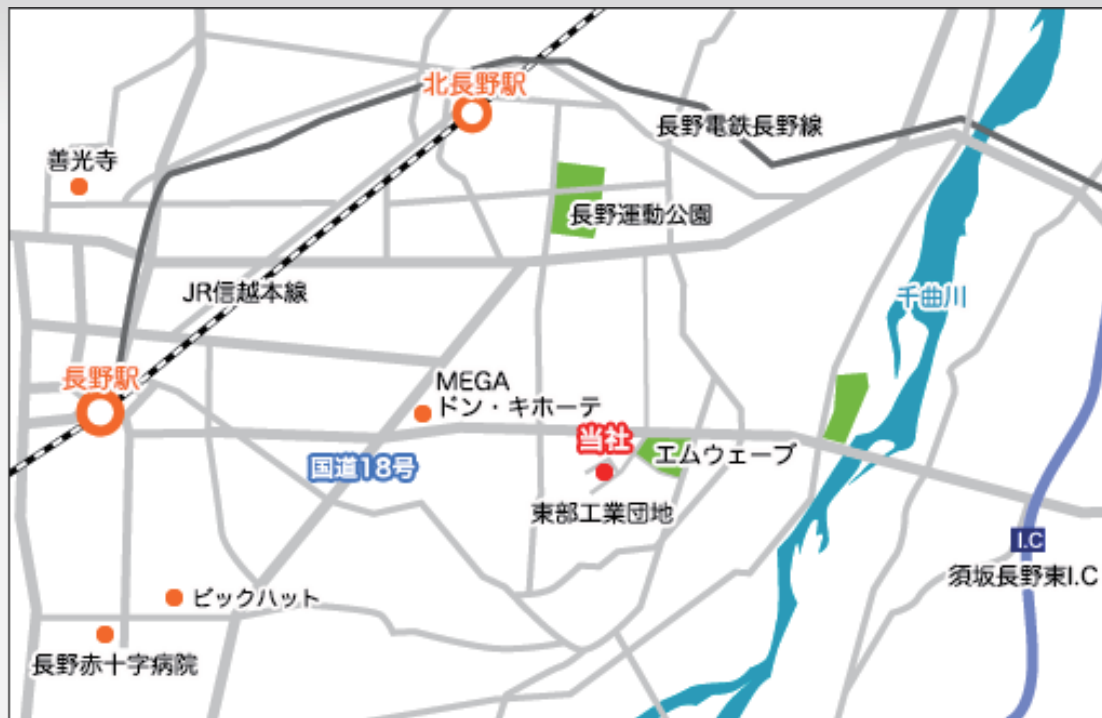 北長野駅
長野電鉄長野線
善光寺
長野運動公園
JR信越本線
千曲川
長野駅
MEGA
ドン・キホーテ
当社
エムウェーブ
国道18号
東部工業団地
I.C
須坂長野東I.C
ビックハット
長野赤十字病院